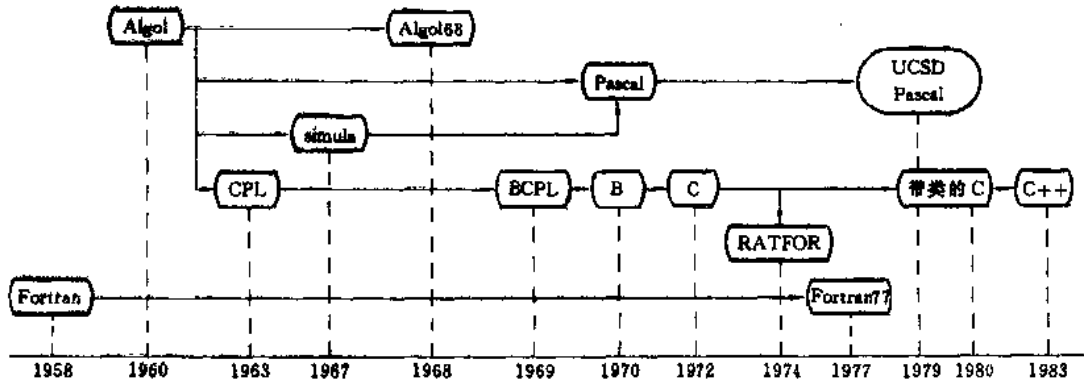 Algol
Algol68
UCSD
Pascal
Pascal
simula
CPL
BCPL
B
C
带类的 C
C++
RATFOR
Fortran
Fortran77
1958
1960
1963
1967
1968
1969
1970
1972
1974
1977
1979
1980
1983